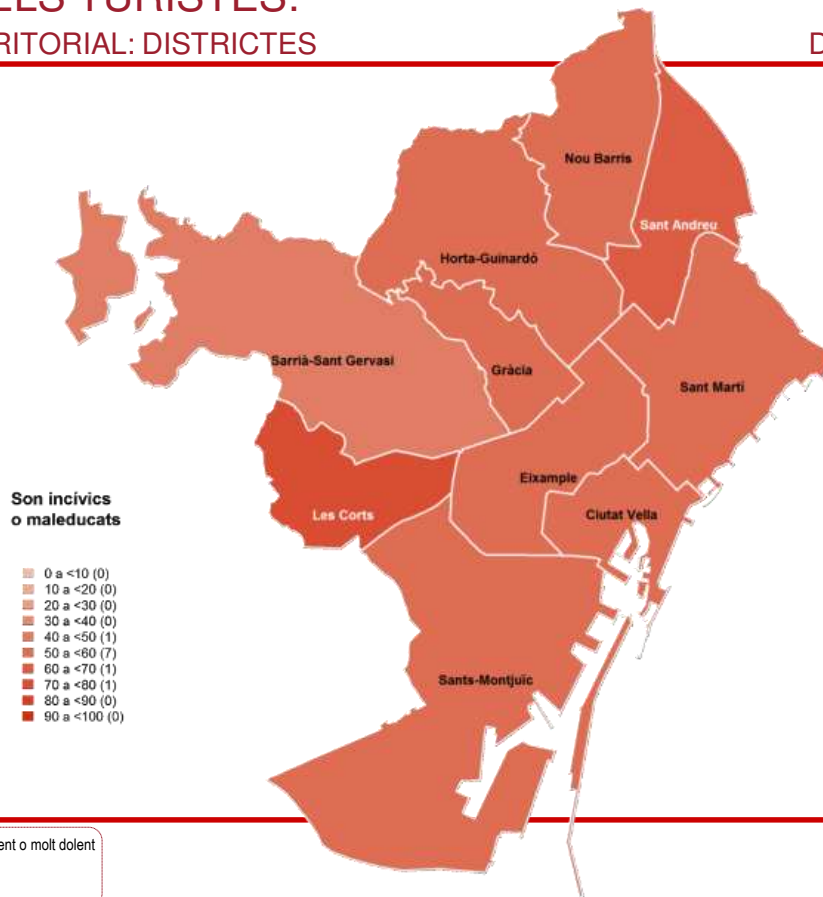 ELLS TURISTES.
RITORIAL: DISTRICTES
D
Nou Barris
Sant Andreu
Horta-Guinardó
Sarrià-Sant Gervasi
Gràcia
Sant Martí
Eixample
Les Corts
Ciutat Vella
Sants-Montjuïc
Son incívics
o maleducats
0 a <10 (0)
10 a <20 (0)
20 a <30 (0)
30 a <40 (0)
40 a <50 (1)
50 a <60 (7)
60 a <70 (1)
70 a <80 (1)
80 a <90 (0)
90 a <100 (0)
ent o molt dolent